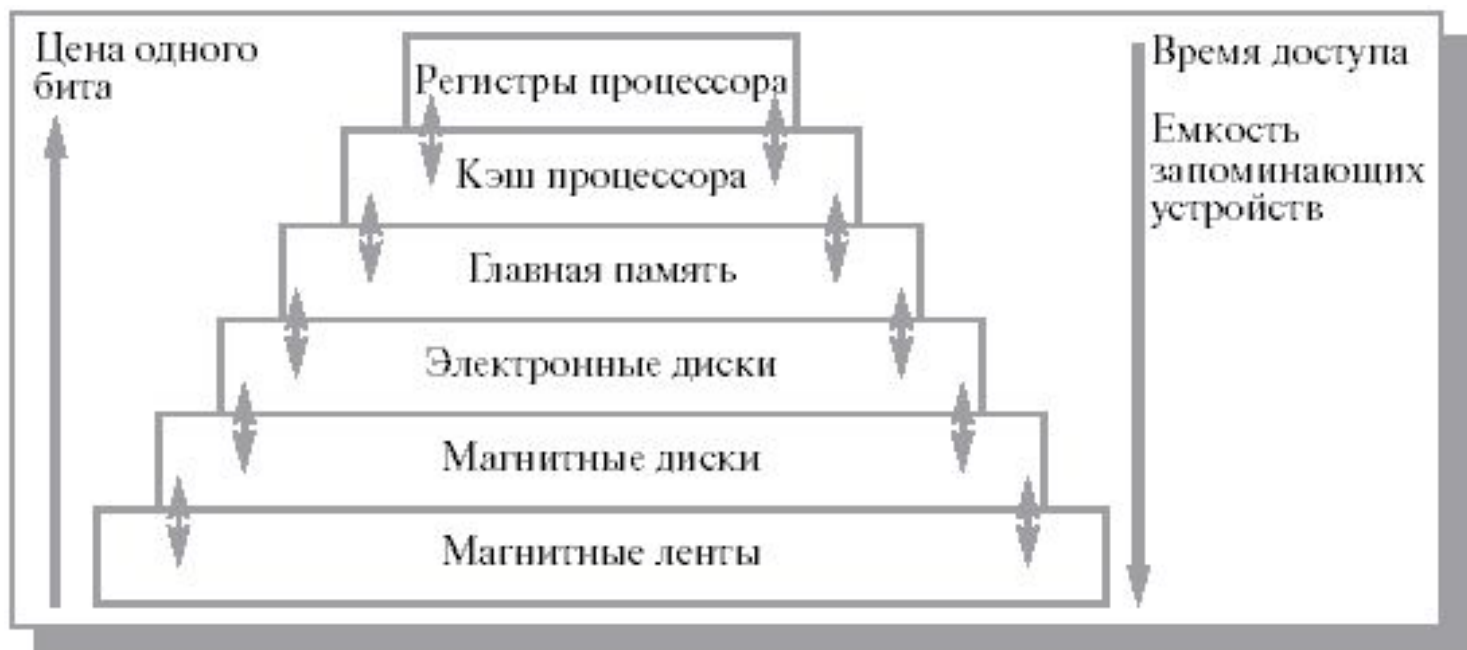 Цена одного
бита
Время доступа
Емкость
запоминающих
устройств
Регистры процессора
Кэш процессора
Главная память
Электронные диски
Магнитные диски
Магнитные ленты